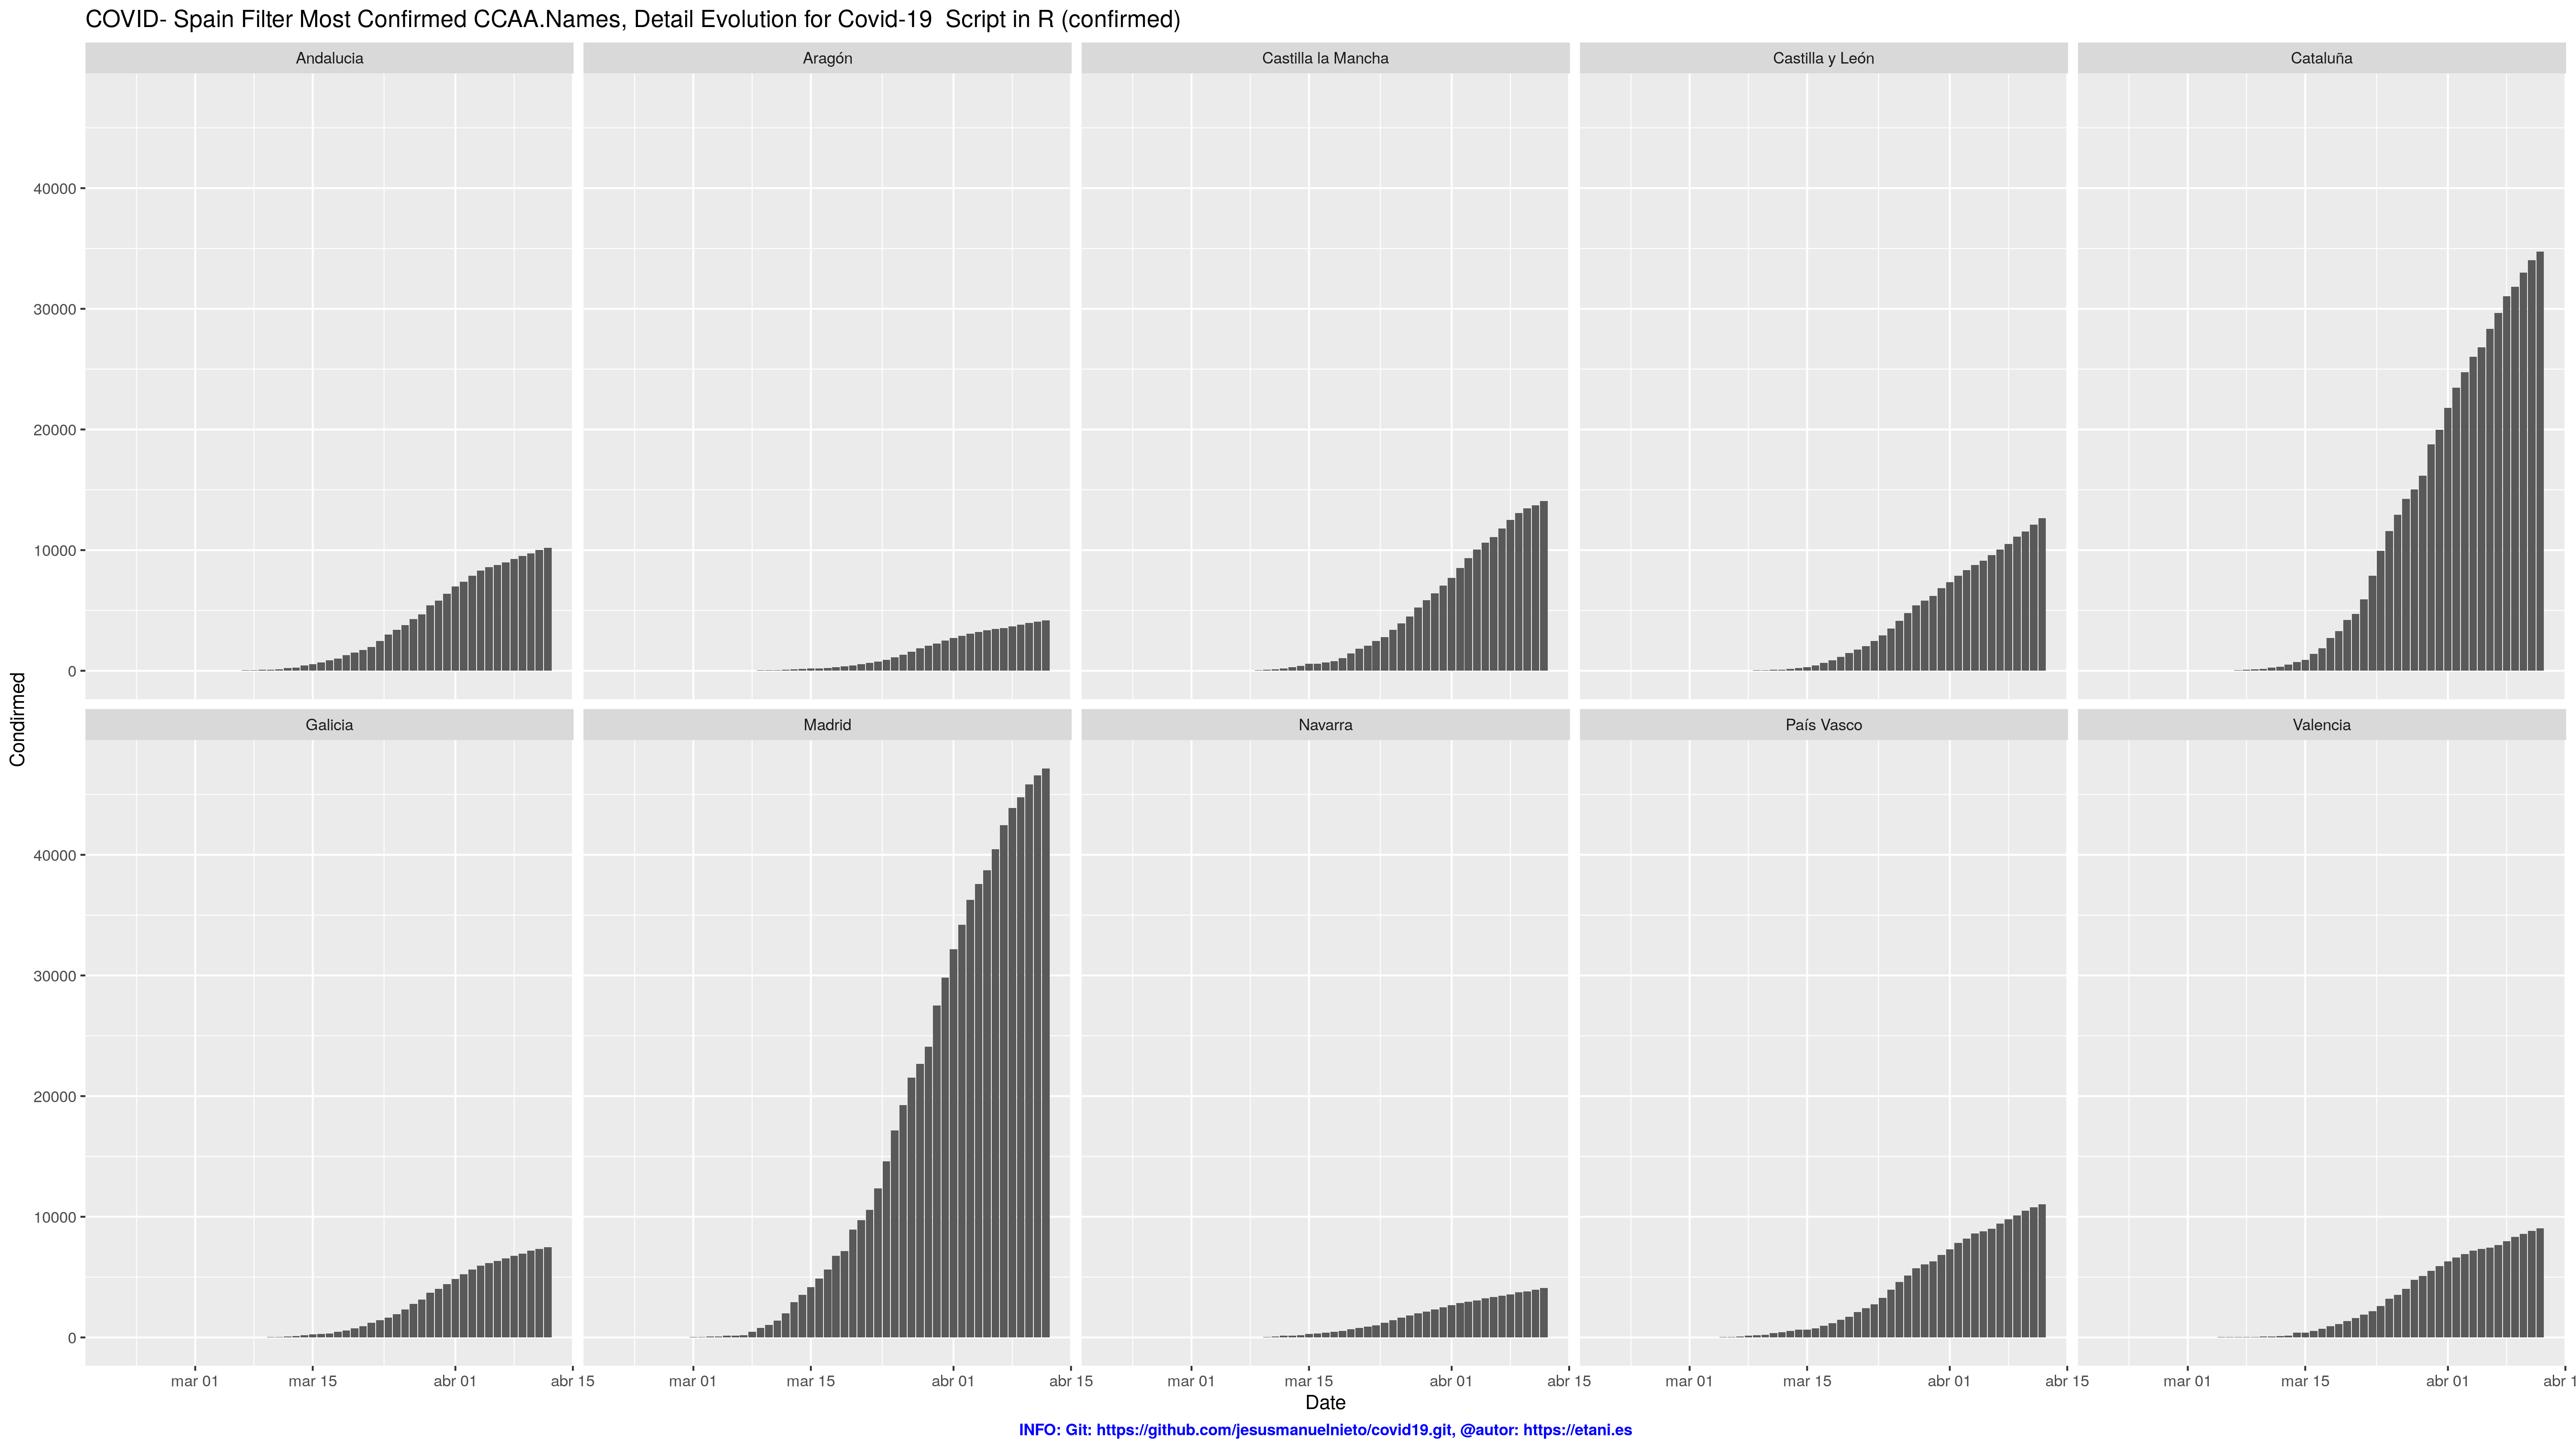 COVID- Spain Filter Most Confirmed CCAA.Names, Detail Evolution for Covid-19  Script in R (confirmed)
Andalucia Aragón Castilla la Mancha Castilla y León Cataluña
40000
30000
20000
10000
0
Condirmed
Galicia Madrid Navarra País Vasco Valencia
40000
30000
20000
10000
0
mar 01 mar 15 abr 01 abr 15 mar 01 mar 15 abr 01 abr 15 mar 01 mar 15 abr 01 abr 15 mar 01 mar 15 abr 01 abr 15 mar 01 mar 15 abr 01 abr 1
Date
INFO: Git: https://github.com/jesusmanuelnieto/covid19.git, @autor: https://etani.es